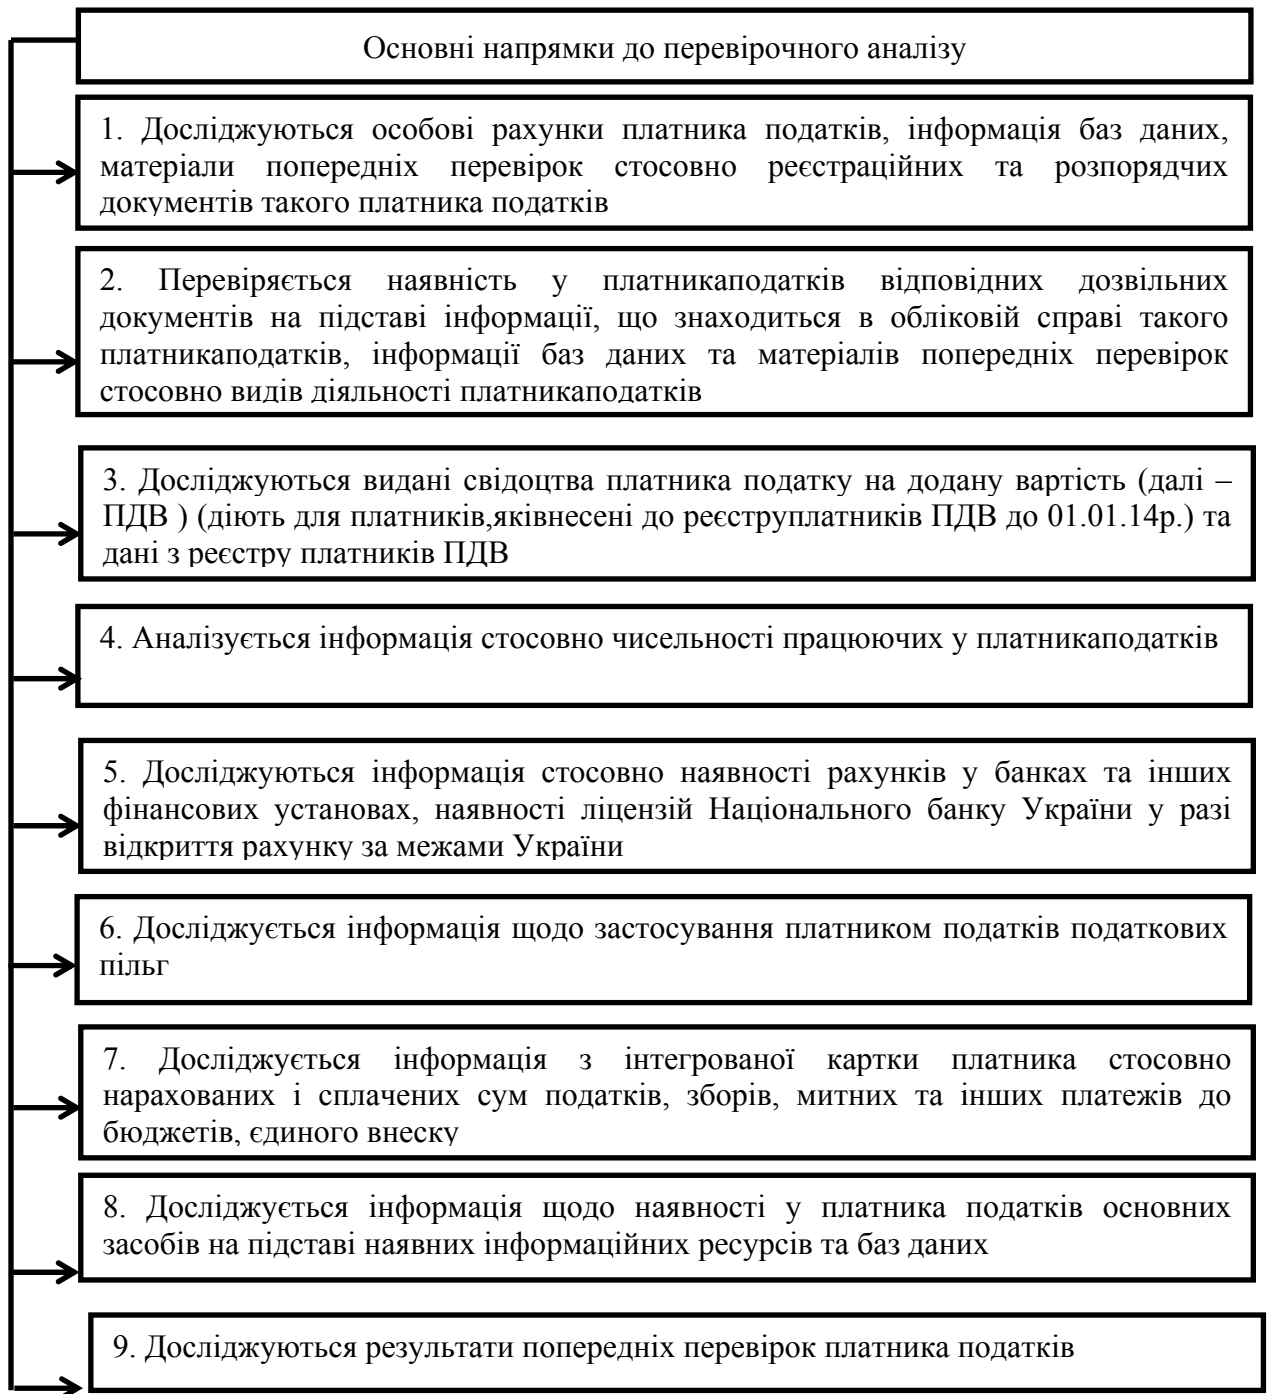 Основні напрямки до перевірочного аналізу
1. Досліджуються особові рахунки платника податків, інформація баз даних,
матеріали попередніх перевірок стосовно реєстраційних та розпорядчих
документів такого платника податків
2. Перевіряється наявність у платникаподатків відповідних дозвільних
документів на підставі інформації, що знаходиться в обліковій справі такого
платникаподатків, інформації баз даних та матеріалів попередніх перевірок
стосовно видів діяльності платникаподатків
3. Досліджуються видані свідоцтва платника податку на додану вартість (далі –
ПДВ ) (діють для платників,яківнесені до реєструплатників ПДВ до 01.01.14р.) та
дані з реєстру платників ПДВ
4. Аналізується інформація стосовно чисельності працюючих у платникаподатків
5. Досліджуються інформація стосовно наявності рахунків у банках та інших
фінансових установах, наявності ліцензій Національного банку України у разі
відкриття рахунку за межами України
6. Досліджується інформація щодо застосування платником податків податкових
пільг
7. Досліджується інформація з інтегрованої картки платника стосовно
нарахованих і сплачених сум податків, зборів, митних та інших платежів до
бюджетів, єдиного внеску
8. Досліджується інформація щодо наявності у платника податків основних
засобів на підставі наявних інформаційних ресурсів та баз даних
9. Досліджуються результати попередніх перевірок платника податків